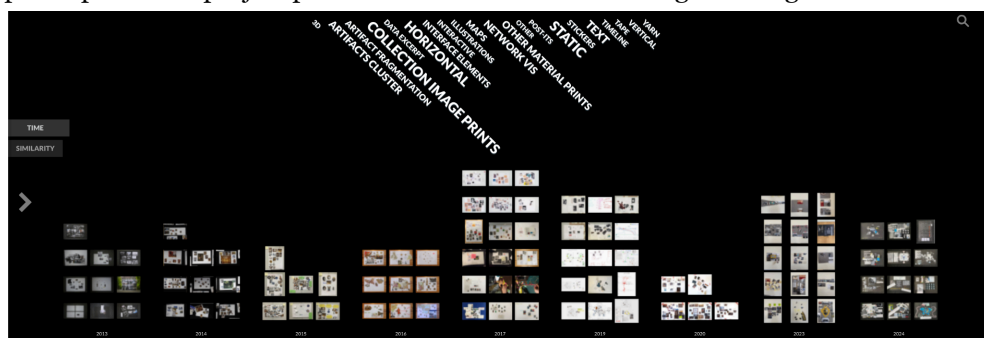 3D
ARTIFACTS CLUSTER
ARTIFACT FRAGMENTATION
COLLECTION IMAGE PRINTS
DATA EXCERPT
HORIZONTAL
INTERFACE ELEMENTS
INTERACTIVE
ILLUSTRATIONS
MAPS
NETWORK VIS
OTHER MATERIAL PRINTS
OTHER
POST-ITS
STATIC
STICKERS
TEXT
TIMELINE
TAPE
VERTICAL
YARN
TIME
SIMILARITY
2013 2014 2015 2016 2017 2019 2020 2023 2024